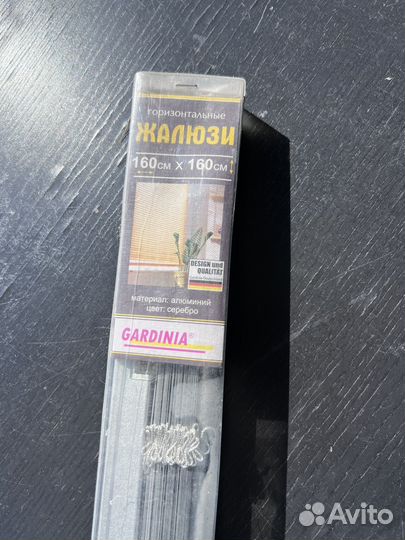 горизонтальные
ЖАЛЮЗИ
160см x 160см
DESIGN und
QUALITÄT
материал: алюминий
цвет: серебро
GARDINIA®
Avito